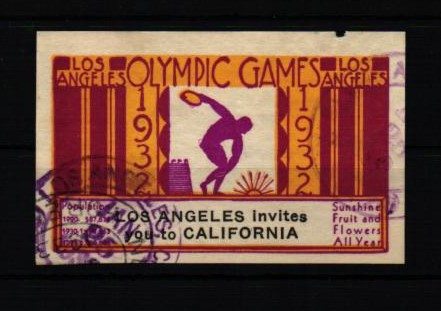 LOS ANGELES
OLYMPIC GAMES
LOS ANGELES
1932
1932
Population
LOS ANGELES invites
you to CALIFORNIA
Sunshine
Fruit and
Flowers
All Year